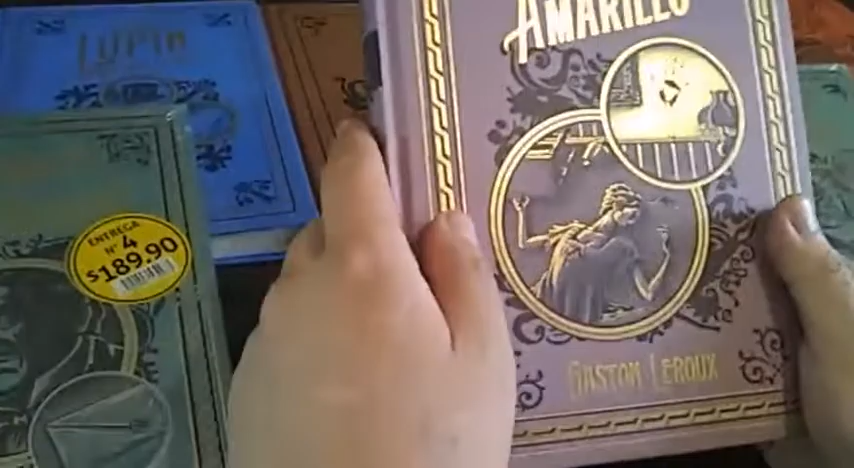 LUPIN
AMARILLO
ENTREGA
Nº 4
$189.90
GASTON LEROUX